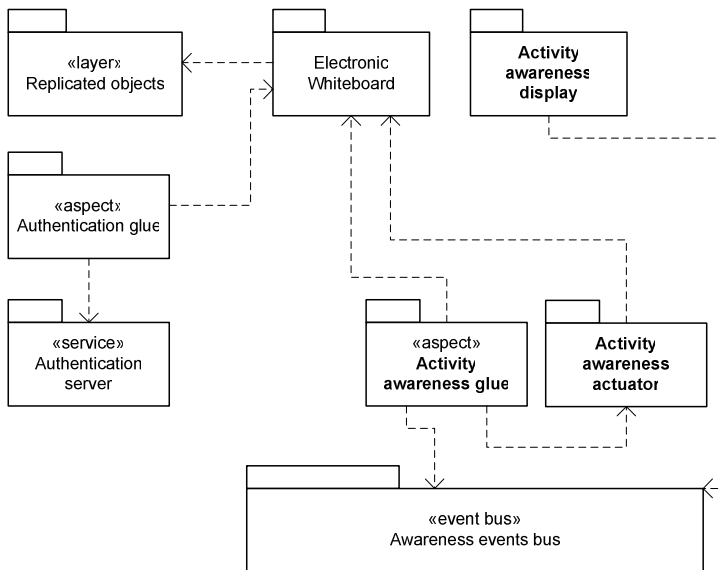 «layer»
Replicated objects
Electronic
Whiteboard
Activity
awareness
display
«aspect»
Authentication glue
«service»
Authentication
server
«aspect»
Activity
awareness glue
Activity
awareness
actuator
«event bus»
Awareness events bus